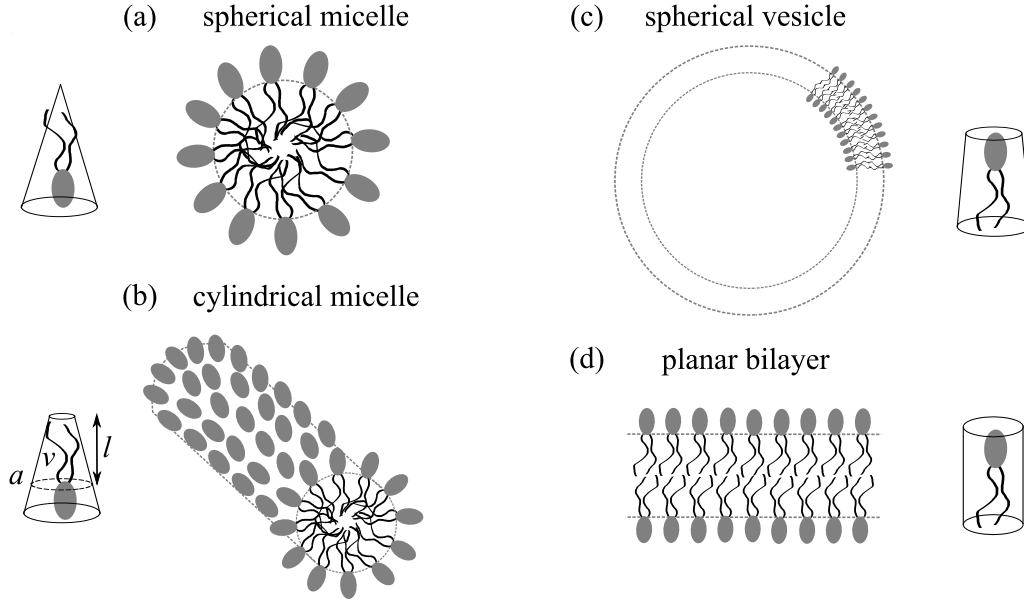 (a) spherical micelle
(c) spherical vesicle
(b) cylindrical micelle
(d) planar bilayer
a v l